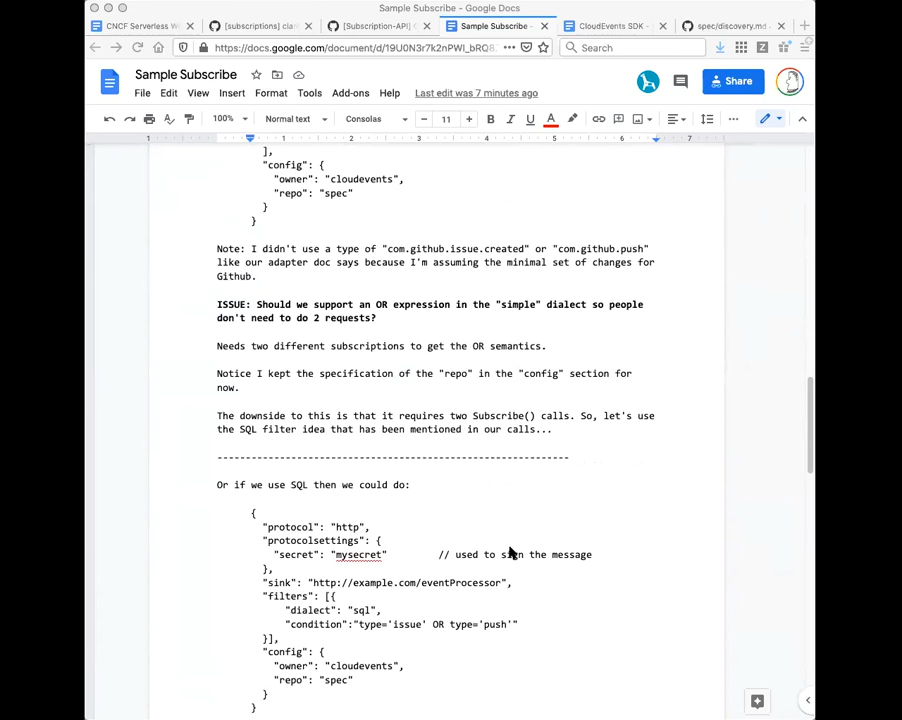 Sample Subscribe - Google Docs
CNCF Serverless W
[subscriptions] clari
[Subscription-API] C
Sample Subscribe -
CloudEvents SDK -
spec/discovery.md -
https://docs.google.com/document/d/19U0N3r7k2nPWI_bRQ8
Search
Sample Subscribe
Share
File Edit View Insert Format Tools Add-ons Help Last edit was 7 minutes ago
100% Normal text Consolas 11
1 1 2 3 4 5 6 7
],
"config": {
"owner": "cloudevents",
"repo": "spec"
}
}
Note: I didn't use a type of "com.github.issue.created" or "com.github.push"
like our adapter doc says because I'm assuming the minimal set of changes for
Github.
ISSUE: Should we support an OR expression in the "simple" dialect so people
don't need to do 2 requests?
Needs two different subscriptions to get the OR semantics.
Notice I kept the specification of the "repo" in the "config" section for
now.
The downside to this is that it requires two Subscribe() calls. So, let's use
the SQL filter idea that has been mentioned in our calls...
------------------------------------------------------------
Or if we use SQL then we could do:
{
"protocol": "http",
"protocolsettings": {
"secret": "mysecret" // used to sign the message
},
"sink": "http://example.com/eventProcessor",
"filters": [{
"dialect": "sql",
"condition":"type='issue' OR type='push'"
}],
"config": {
"owner": "cloudevents",
"repo": "spec"
}
}